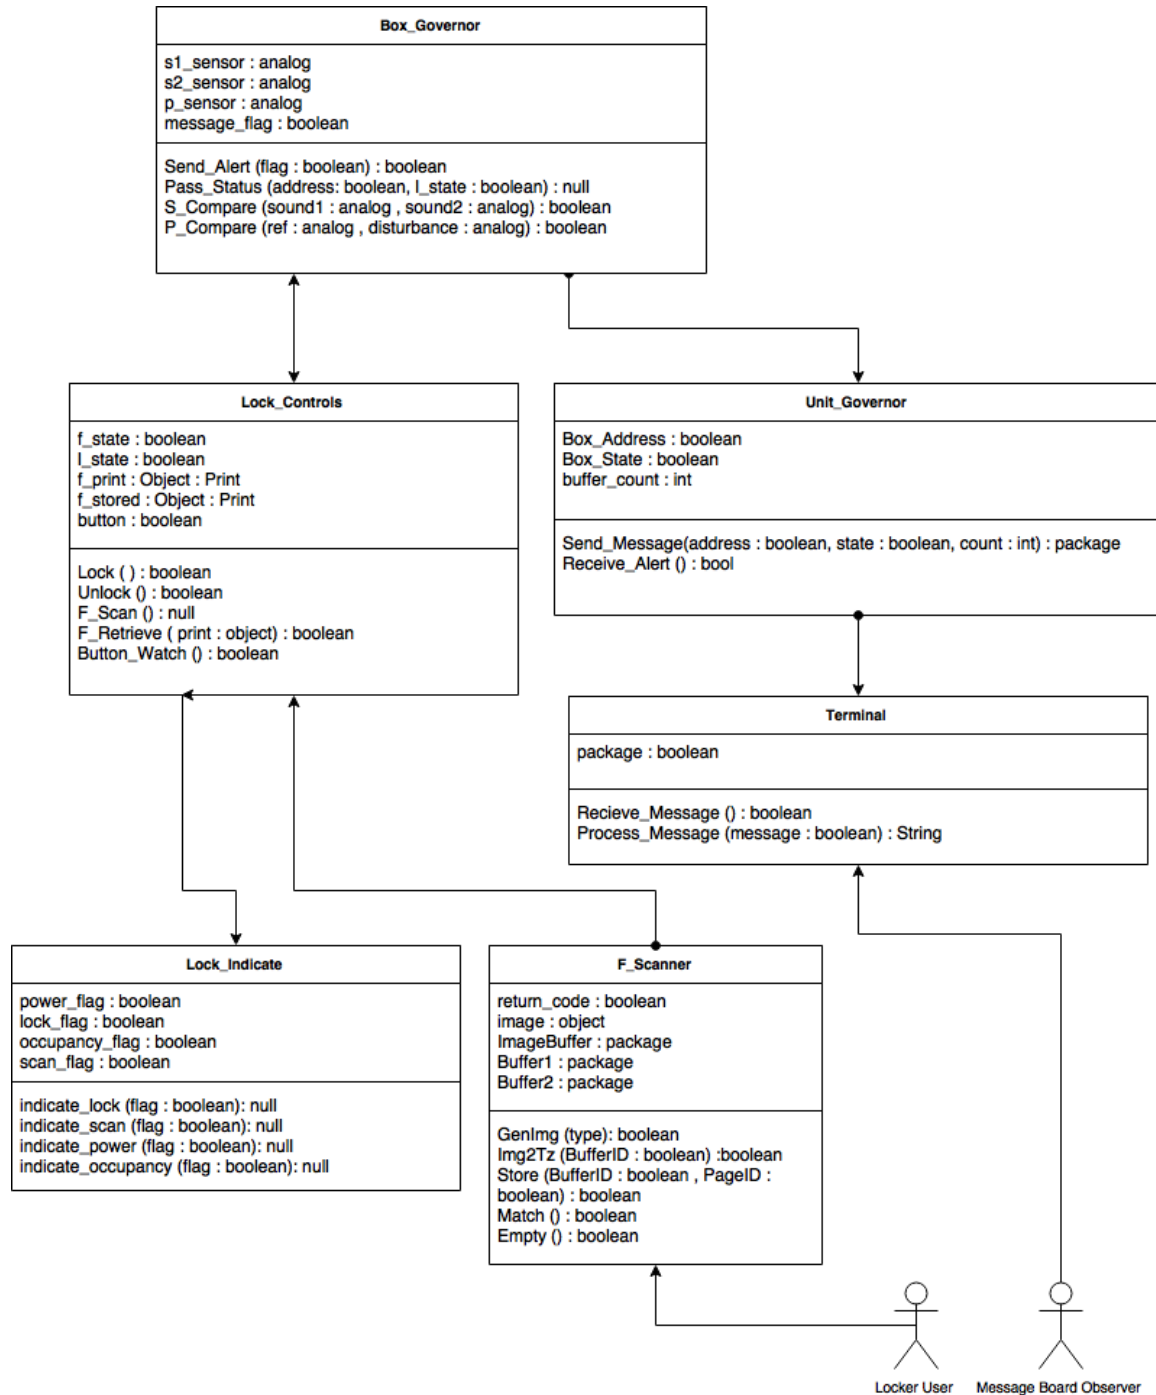 Box_Governor
s1_sensor : analog
s2_sensor : analog
p_sensor : analog
message_flag : boolean
Send_Alert (flag : boolean) : boolean
Pass_Status (address: boolean, l_state : boolean) : null
S_Compare (sound1 : analog , sound2 : analog) : boolean
P_Compare (ref : analog , disturbance : analog) : boolean
Lock_Controls
f_state : boolean
l_state : boolean
f_print : Object : Print
f_stored : Object : Print
button : boolean
Lock ( ) : boolean
Unlock () : boolean
F_Scan () : null
F_Retrieve ( print : object) : boolean
Button_Watch () : boolean
Unit_Governor
Box_Address : boolean
Box_State : boolean
buffer_count : int
Send_Message(address : boolean, state : boolean, count : int) : package
Receive_Alert () : bool
Terminal
package : boolean
Recieve_Message () : boolean
Process_Message (message : boolean) : String
Lock_Indicate
power_flag : boolean
lock_flag : boolean
occupancy_flag : boolean
scan_flag : boolean
indicate_lock (flag : boolean): null
indicate_scan (flag : boolean): null
indicate_power (flag : boolean): null
indicate_occupancy (flag : boolean): null
F_Scanner
return_code : boolean
image : object
ImageBuffer : package
Buffer1 : package
Buffer2 : package
GenImg (type): boolean
Img2Tz (BufferID : boolean) :boolean
Store (BufferID : boolean , PageID :
boolean) : boolean
Match () : boolean
Empty () : boolean
Locker User
Message Board Observer